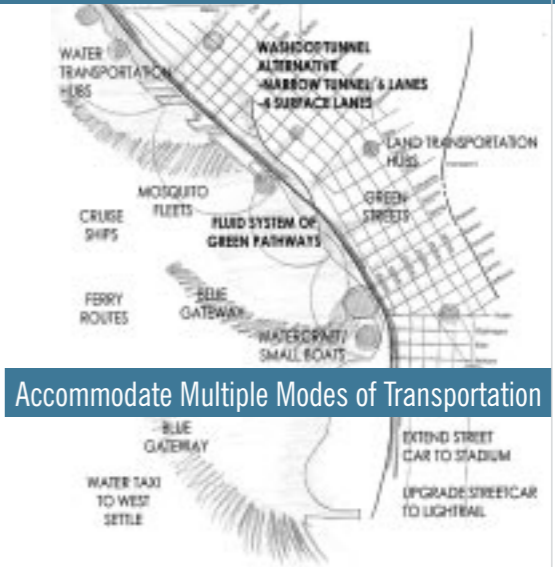 WATER
TRANSPORTATION
HUBS
WASHDOT TUNNEL
ALTERNATIVE
-NARROW TUNNEL: 6 LANES
-4 SURFACE LANES
LAND TRANSPORTATION
HUBS
MOSQUITO
FLEETS
GREEN
STREETS
CRUISE
SHIPS
FLUID SYSTEM OF
GREEN PATHWAYS
FERRY
ROUTES
BLUE
GATEWAY
WATERCRAFT/
SMALL BOATS
Accommodate Multiple Modes of Transportation
BLUE
GATEWAY
EXTEND STREET
CAR TO STADIUM
WATER TAXI
TO WEST
SETTLE
UPGRADE STREETCAR
TO LIGHTRAIL